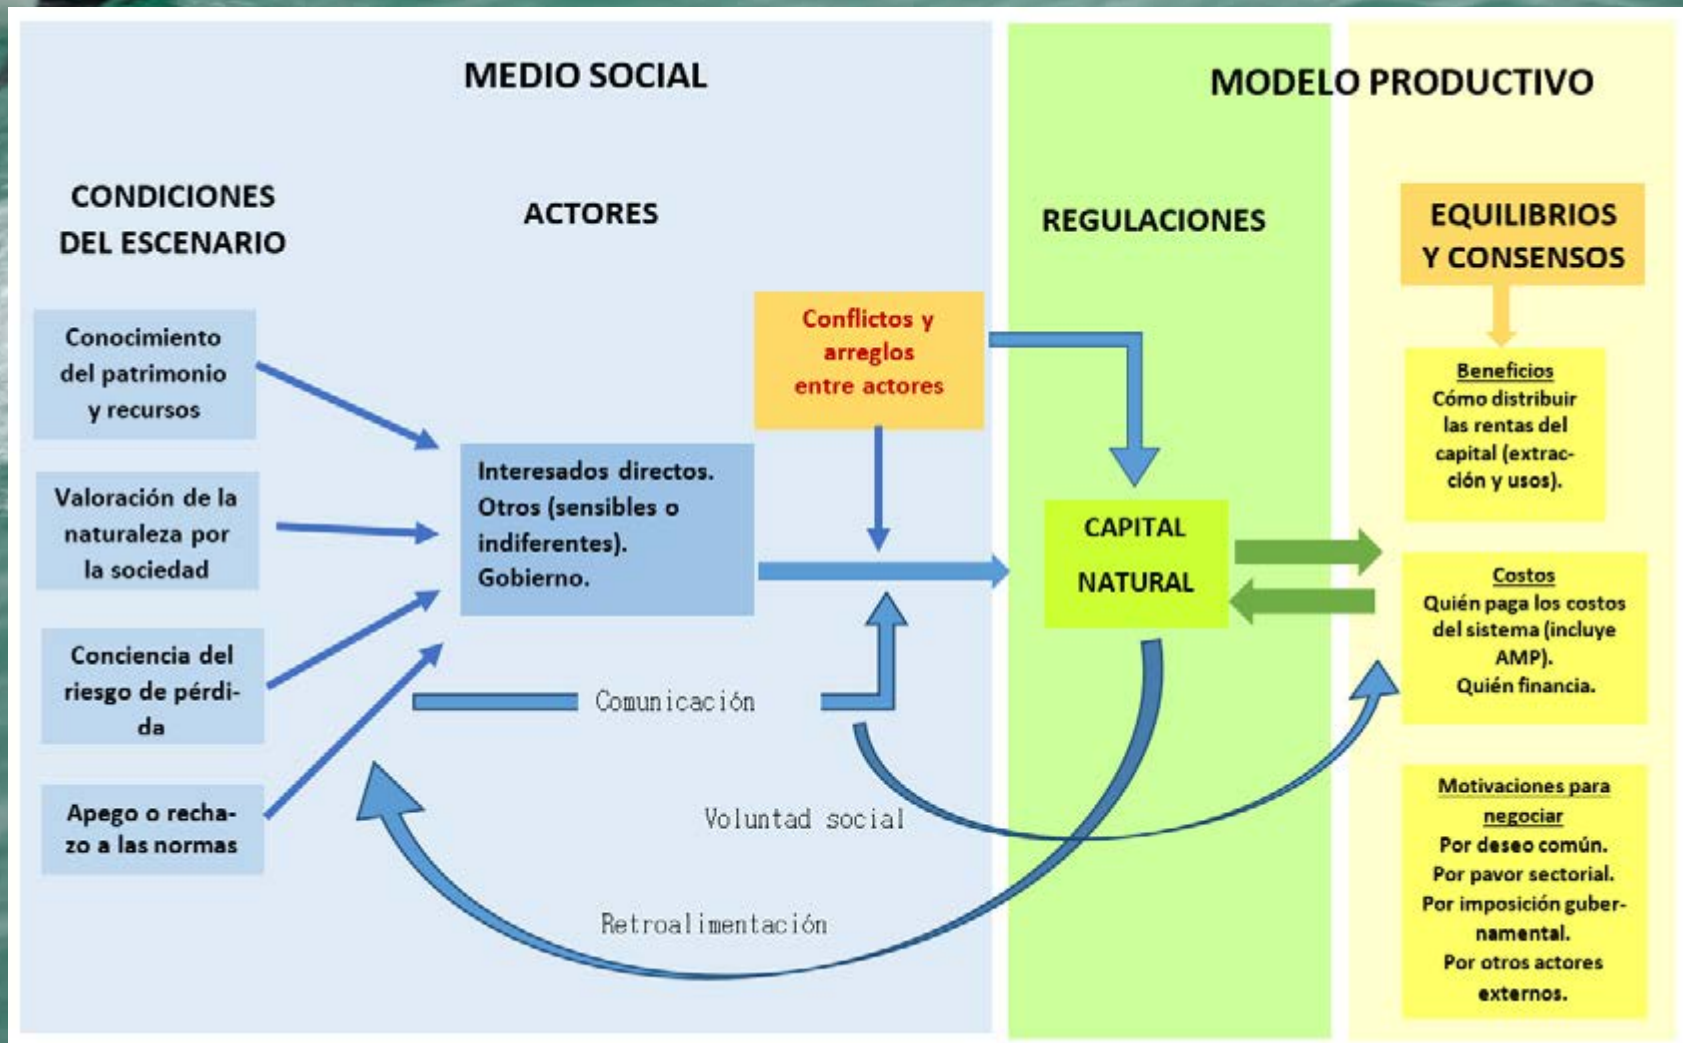 MEDIO SOCIAL
MODELO PRODUCTIVO
CONDICIONES
DEL ESCENARIO
ACTORES
REGULACIONES
EQUILIBRIOS
Y CONSENSOS
Conocimiento
del patrimonio
y recursos
Valoración de la
naturaleza por
la sociedad
Conciencia del
riesgo de pérdi-
da
Apego o recha-
zo a las normas
Interesados directos.
Otros (sensibles o
indiferentes).
Gobierno.
Conflictos y
arreglos
entre actores
Comunicación
Voluntad social
Retroalimentación
CAPITAL
NATURAL
Beneficios
Cómo distribuir
las rentas del
capital (extrac-
ción y usos).
Costos
Quién paga los costos
del sistema (incluye
AMP).
Quién financia.
Motivaciones para
negociar
Por deseo común.
Por pavor sectorial.
Por imposición guber-
namental.
Por otros actores
externos.